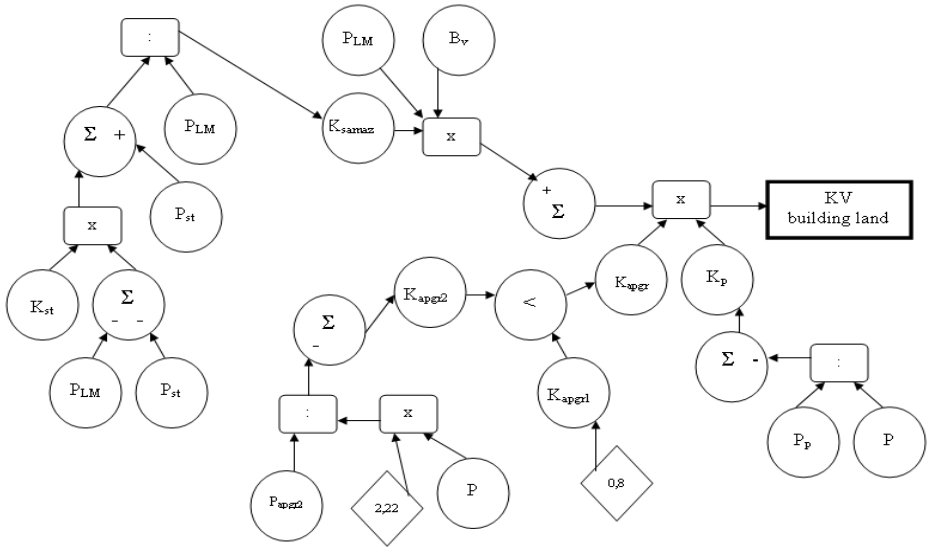 :
P_LM
B_v
Σ +
P_LM
K_samaz
x
P_st
+
Σ
x
KV
building land
x
K_st
Σ
- -
K_apgr2
<
K_apgr
K_p
Σ
-
Σ -
:
P_LM
P_st
K_apgr1
:
x
P_p
P
P_apgr2
2,22
P
0,8